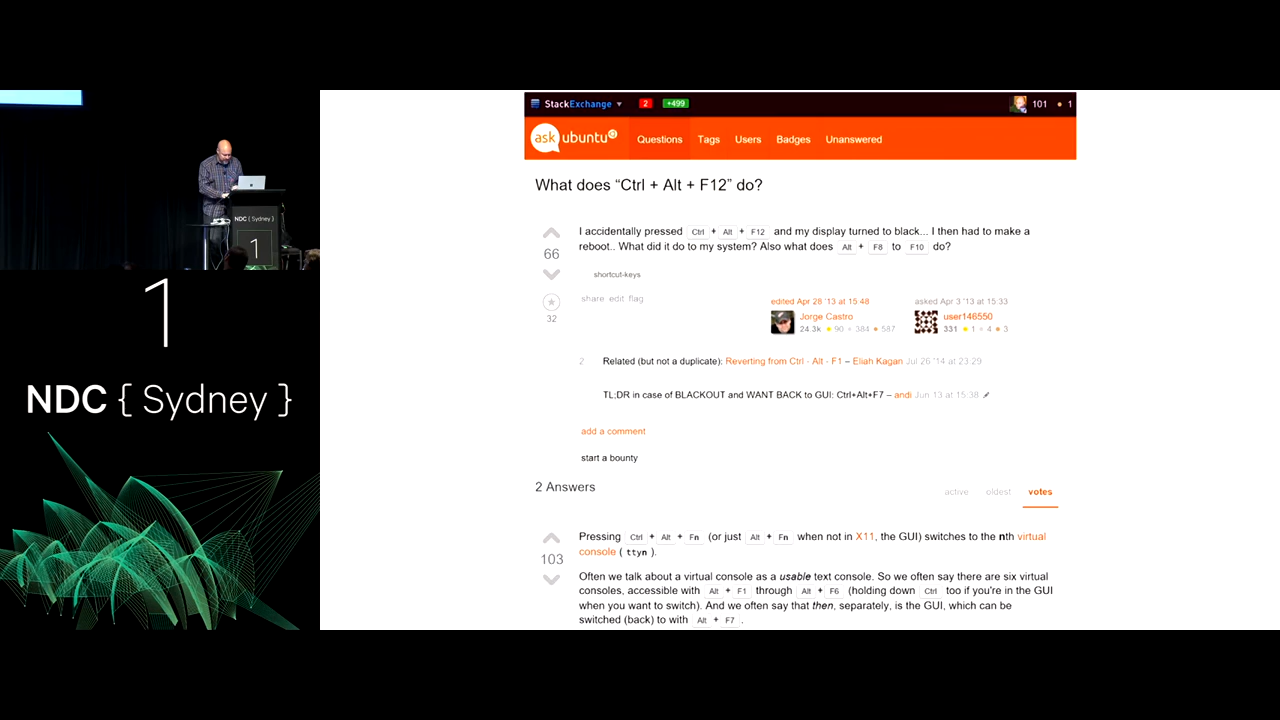 NDC { Sydney }
1
1
NDC { Sydney }
StackExchange
2
+499
101
1
ask ubuntu
Questions
Tags
Users
Badges
Unanswered
What does “Ctrl + Alt + F12” do?
66
I accidentally pressed Ctrl + Alt + F12 and my display turned to black... I then had to make a
reboot.. What did it do to my system? Also what does Alt + F8 to F10 do?
shortcut-keys
32
share edit flag
edited Apr 28 '13 at 15:48
Jorge Castro
24.3k 90 384 587
asked Apr 3 '13 at 15:33
user146550
331 1 4 3
2 Related (but not a duplicate): Reverting from Ctrl - Alt - F1 – Eliah Kagan Jul 26 '14 at 23:29
TL;DR in case of BLACKOUT and WANT BACK to GUI: Ctrl+Alt+F7 – andi Jun 13 at 15:38
add a comment
start a bounty
2 Answers
active
oldest
votes
103
Pressing Ctrl + Alt + Fn (or just Alt + Fn when not in X11, the GUI) switches to the nth virtual
console ( ttyn ).
Often we talk about a virtual console as a usable text console. So we often say there are six virtual
consoles, accessible with Alt + F1 through Alt + F6 (holding down Ctrl too if you're in the GUI
when you want to switch). And we often say that then, separately, is the GUI, which can be
switched (back) to with Alt + F7 .